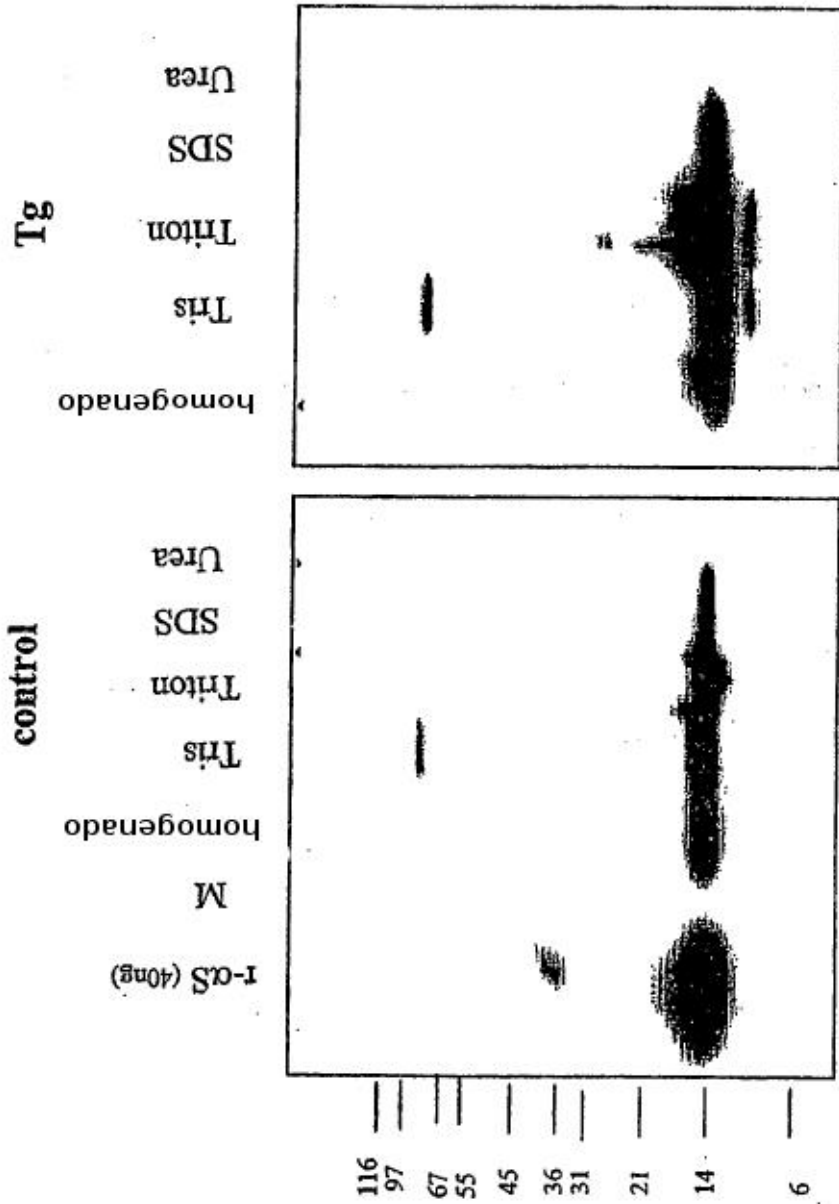 control
Tg
r-αS (40ng)
M
homogenado
Tris
Triton
SDS
Urea
homogenado
Tris
Triton
SDS
Urea
116
97
67
55
45
36
31
21
14
6